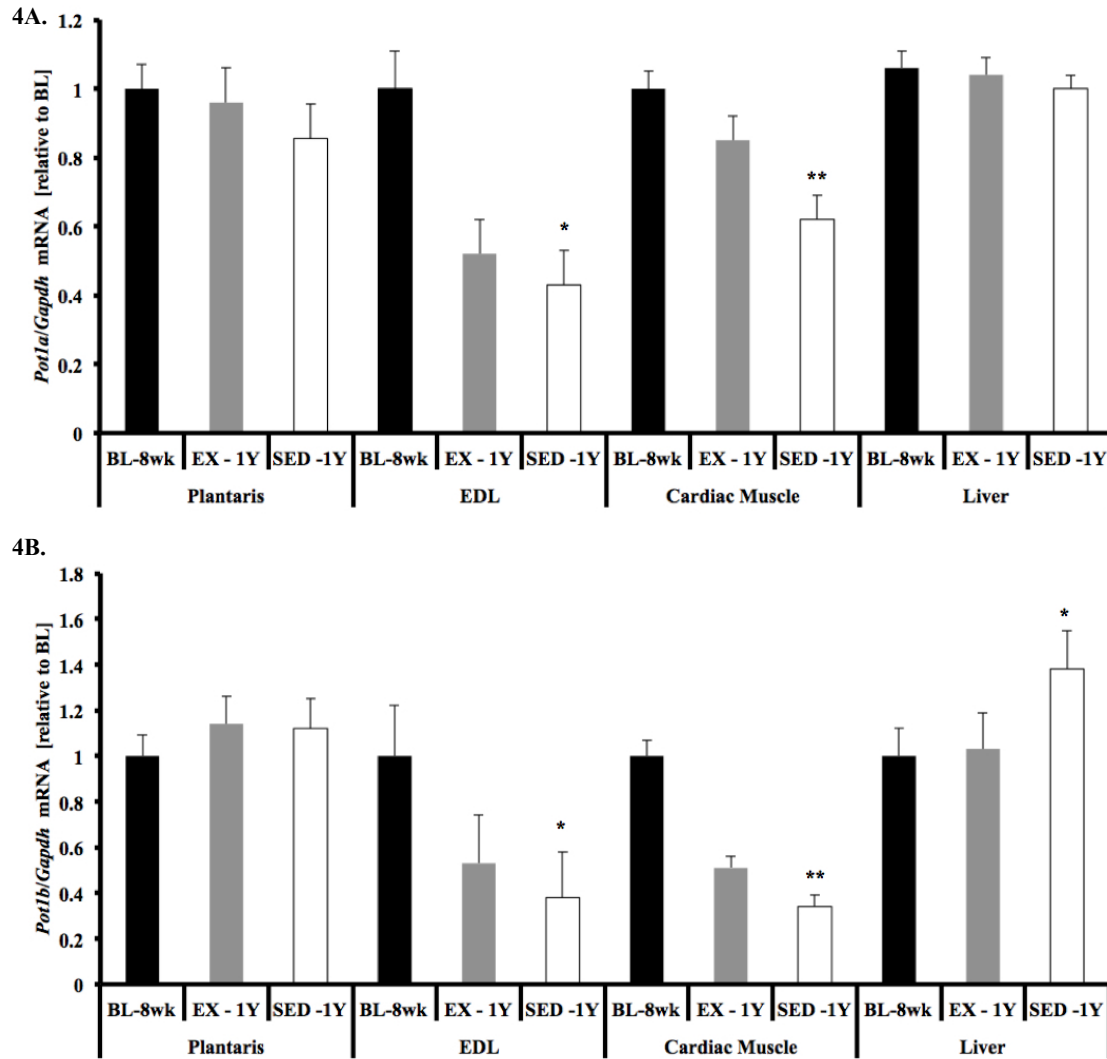 4A.
Pot1a/Gapdh mRNA [relative to BL]
1.2
1
0.8
0.6
0.4
0.2
0
*
**
BL-8wk EX - 1Y SED -1Y BL-8wk EX - 1Y SED -1Y BL-8wk EX - 1Y SED -1Y BL-8wk EX - 1Y SED -1Y
Plantaris EDL Cardiac Muscle Liver
4B.
Pot1b/Gapdh mRNA [relative to BL]
1.8
1.6
1.4
1.2
1
0.8
0.6
0.4
0.2
0
*
**
*
BL-8wk EX - 1Y SED -1Y BL-8wk EX - 1Y SED -1Y BL-8wk EX - 1Y SED -1Y BL-8wk EX - 1Y SED -1Y
Plantaris EDL Cardiac Muscle Liver